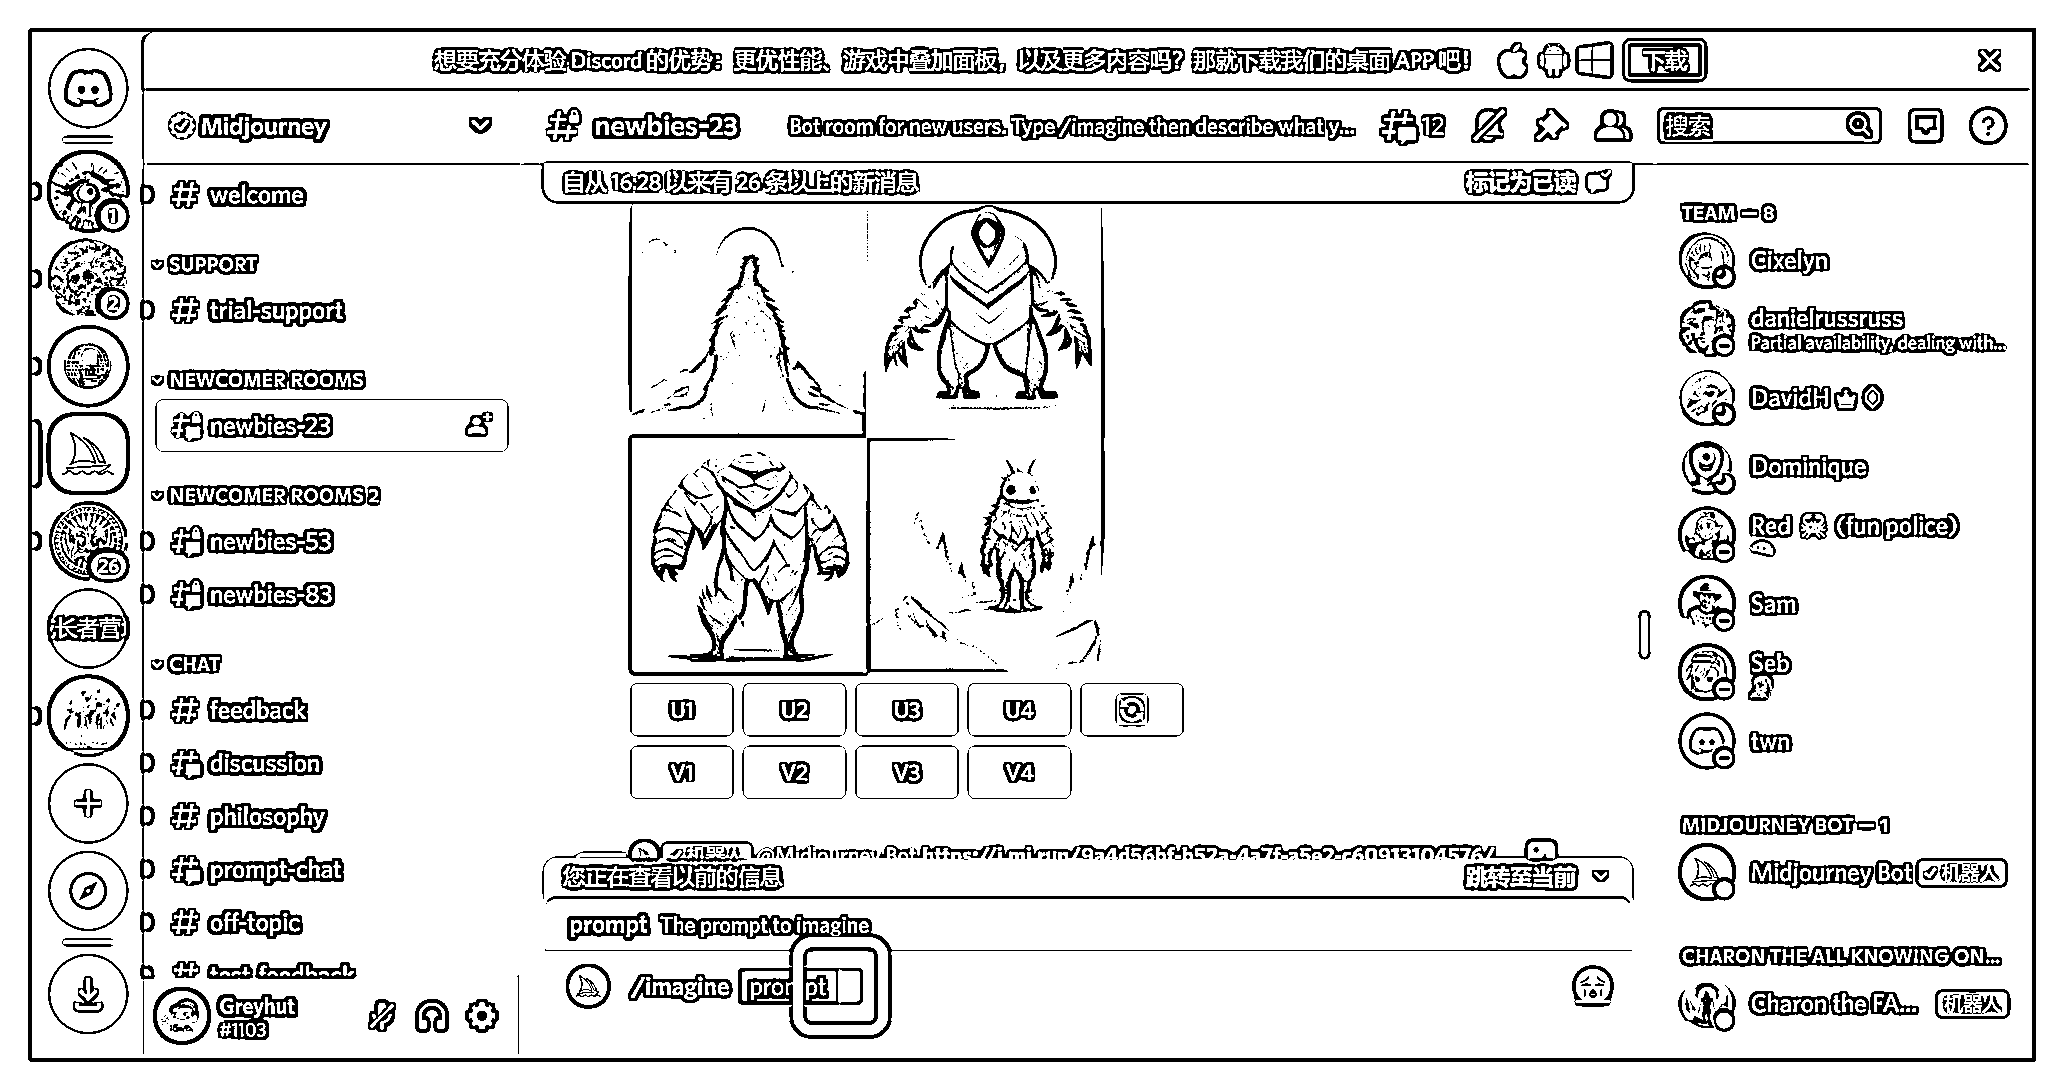 想要充分体验 Discord 的优势：更优性能、游戏中叠加面板，以及更多内容吗？那就下载我们的桌面 APP 吧！
下载
Midjourney
newbies-23
Bot room for new users. Type /imagine then describe what y...
12
搜索
自从 16:28 以来有 26 条以上的新消息
标记为已读
1
2
26
长者营
welcome
SUPPORT
trial-support
NEWCOMER ROOMS
newbies-23
NEWCOMER ROOMS 2
newbies-53
newbies-83
CHAT
feedback
discussion
philosophy
prompt-chat
off-topic
Greyhut
#1103
U1 U2 U3 U4
V1 V2 V3 V4
机器人 @Midjourney Bot
您正在查看以前的信息
跳转至当前
prompt The prompt to imagine
/imagine prompt
TEAM — 8
Cixelyn
danielrussruss
Partial availability, dealing with...
DavidH
Dominique
Red (fun police)
Sam
Seb
twn
MIDJOURNEY BOT — 1
Midjourney Bot 机器人
CHARON THE ALL KNOWING ON...
Charon the FA... 机器人